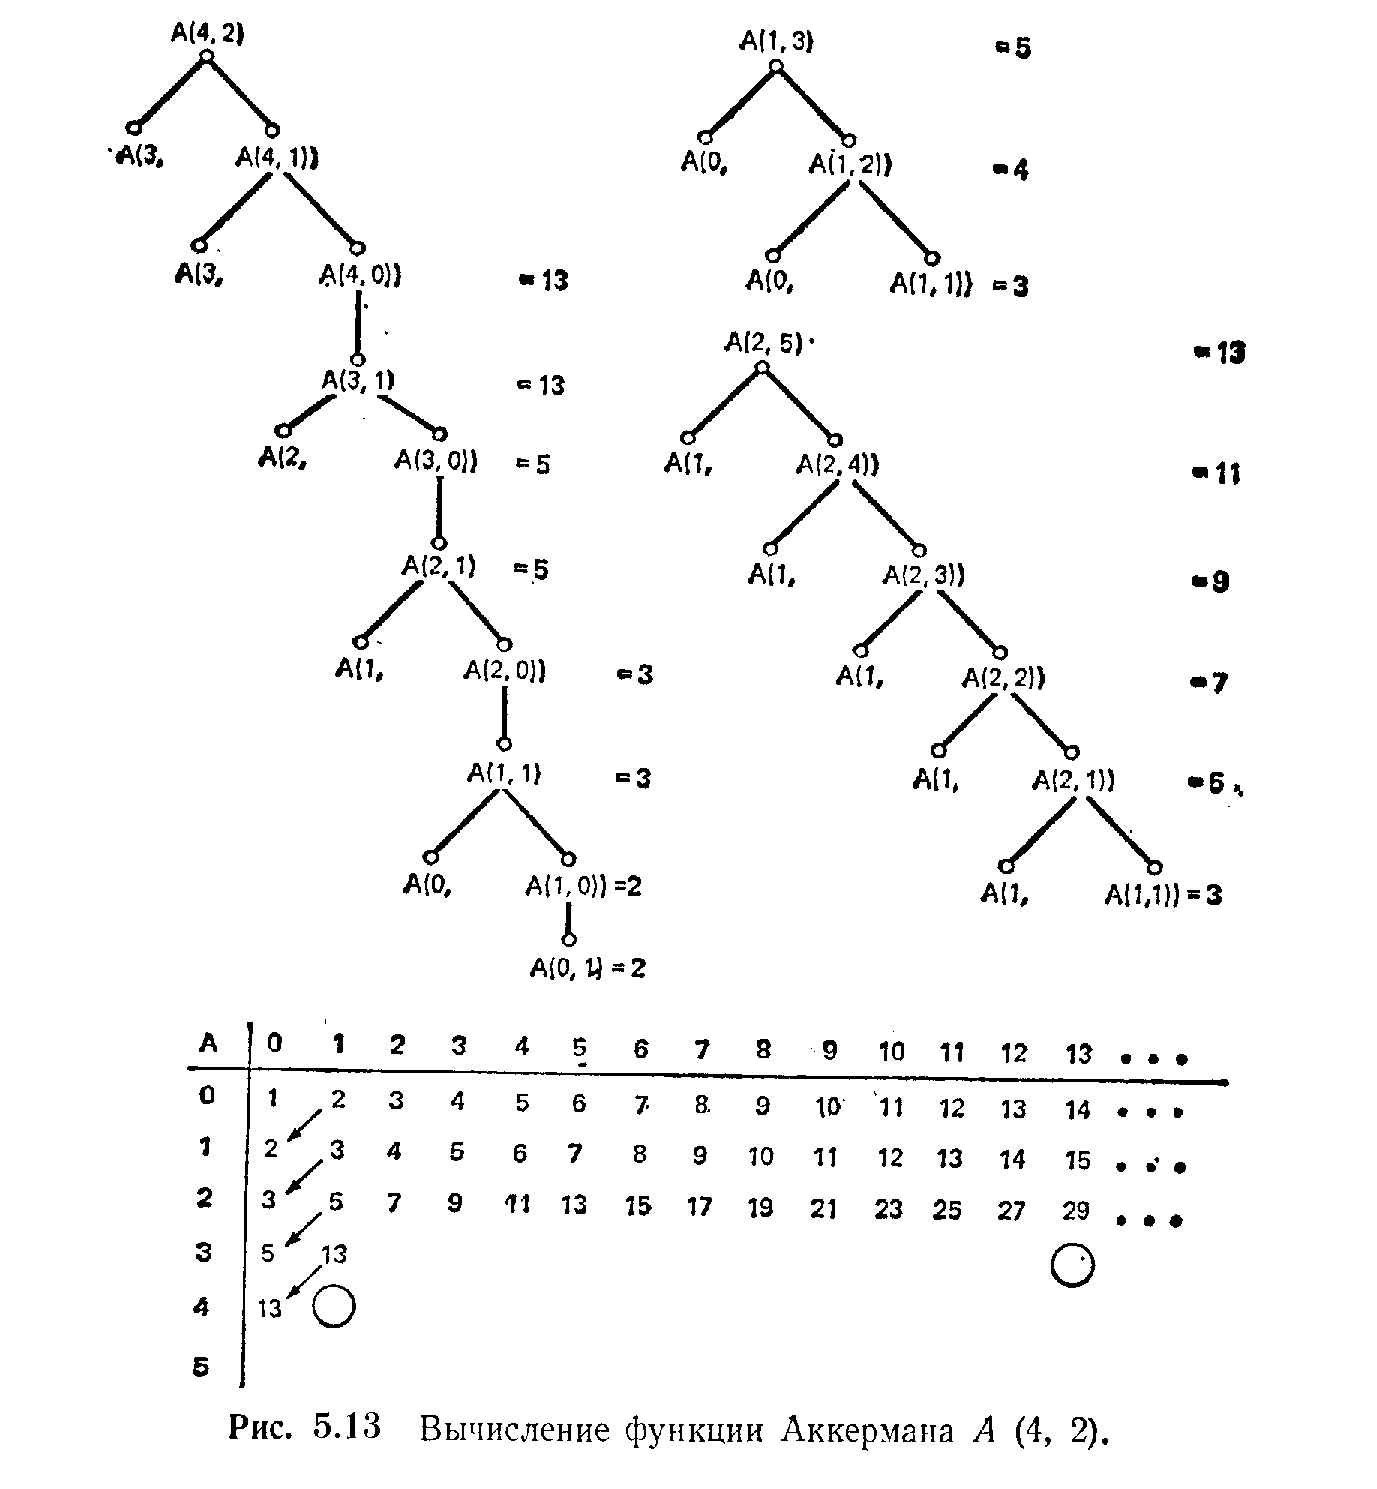 A(4, 2)
A(3,  A(4, 1))
A(3,  A(4, 0))  = 13
A(3, 1)  = 13
A(2,  A(3, 0))  = 5
A(2, 1)  = 5
A(1,  A(2, 0))  = 3
A(1, 1)  = 3
A(0,  A(1, 0)) = 2
A(0, 1) = 2
A(1, 3)  = 5
A(0,  A(1, 2))  = 4
A(0,  A(1, 1))  = 3
A(2, 5)  = 13
A(1,  A(2, 4))  = 11
A(1,  A(2, 3))  = 9
A(1,  A(2, 2))  = 7
A(1,  A(2, 1))  = 5
A(1,  A(1,1)) = 3
A 0 1 2 3 4 5 6 7 8 9 10 11 12 13 • • •
0 1 2 3 4 5 6 7 8 9 10 11 12 13 14 • • •
1 2 3 4 5 6 7 8 9 10 11 12 13 14 15 • • •
2 3 5 7 9 11 13 15 17 19 21 23 25 27 29 • • •
3 5 13
4 13
5
Рис. 5.13 Вычисление функции Аккермана A (4, 2).